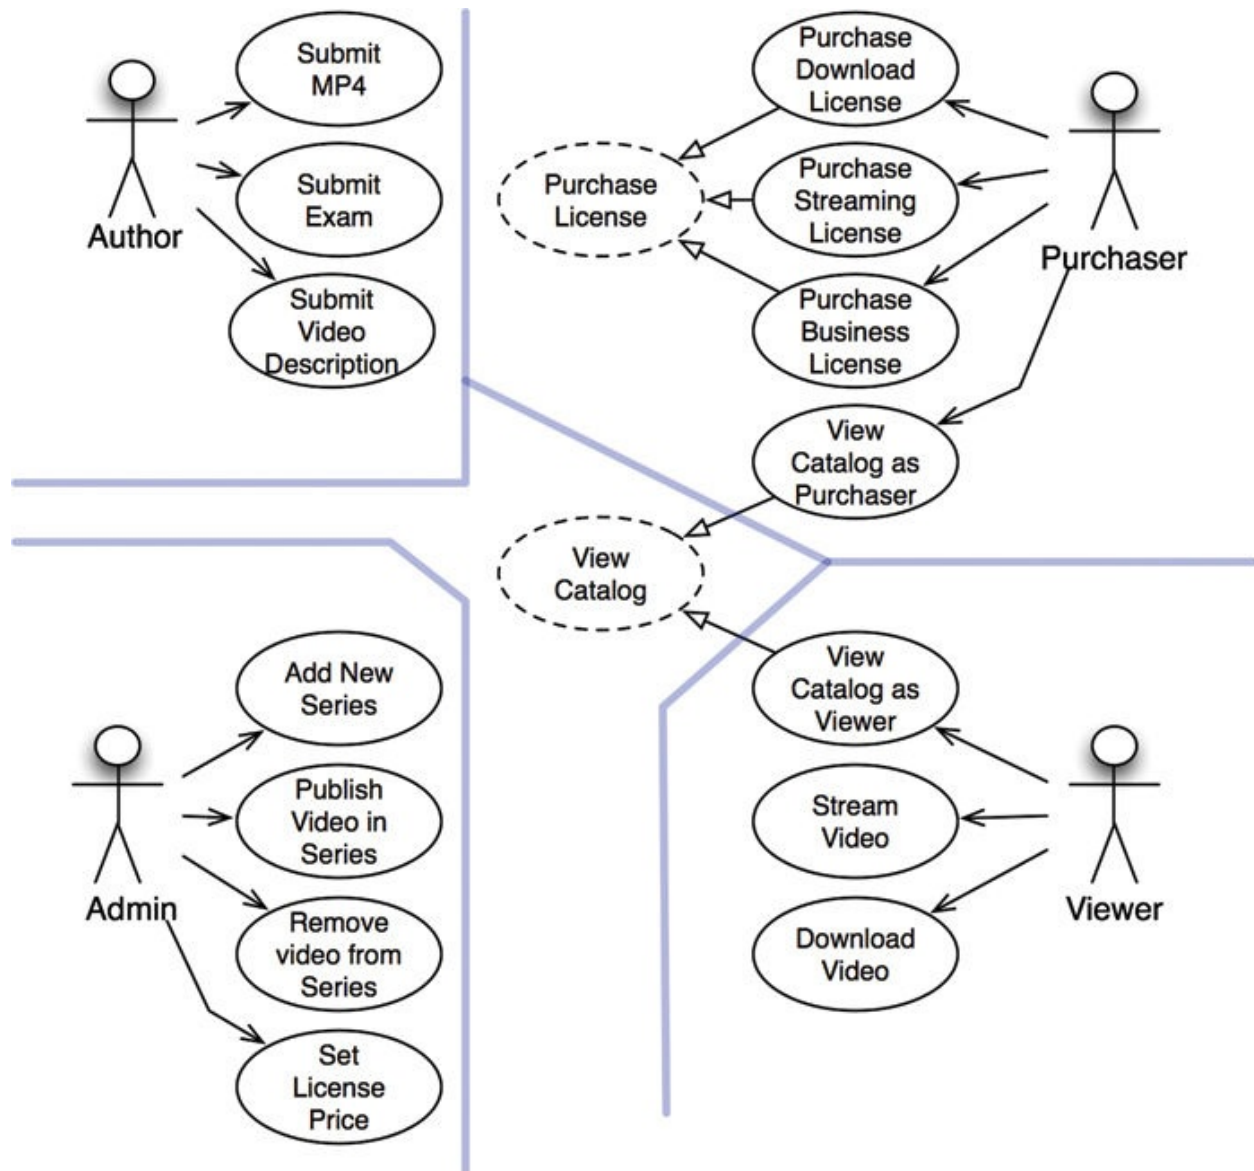 Submit
MP4
Submit
Exam
Submit
Video
Description
Author
Purchase
Download
License
Purchase
License
Purchase
Streaming
License
Purchase
Business
License
Purchaser
View
Catalog as
Purchaser
View
Catalog
Add New
Series
Publish
Video in
Series
Remove
video from
Series
Set
License
Price
Admin
View
Catalog as
Viewer
Stream
Video
Download
Video
Viewer